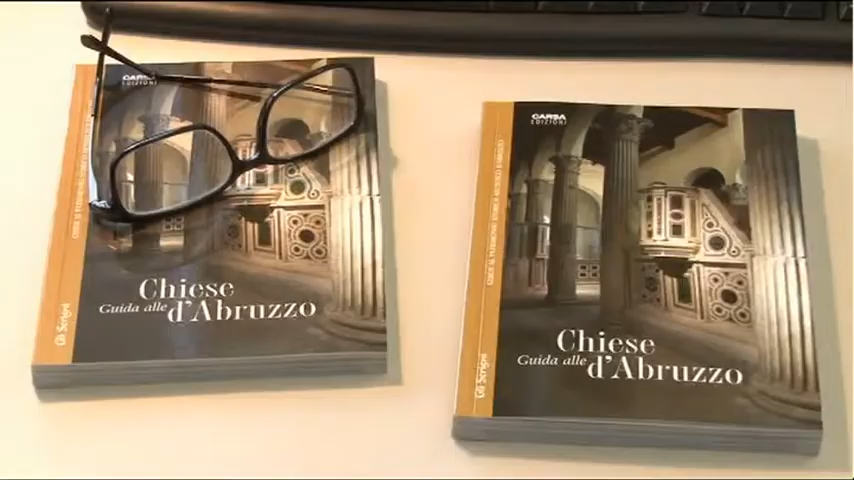 CARSA
EDIZIONI
Chiese
Guida alle d'Abruzzo
Gli Scrigni
CARSA
EDIZIONI
Chiese
Guida alle d'Abruzzo
Gli Scrigni